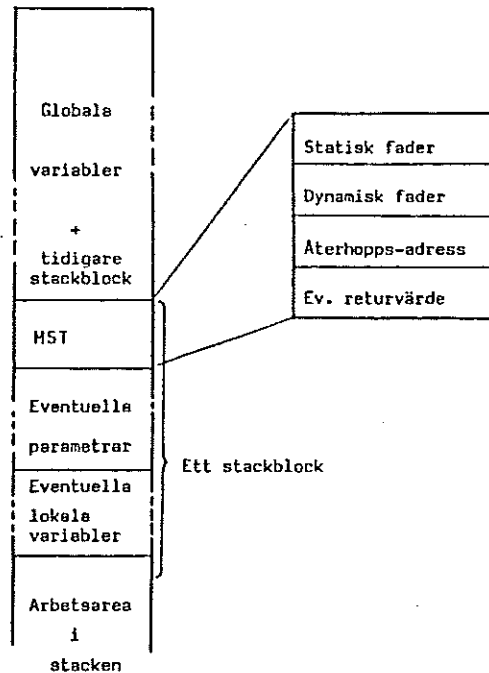 Globala
variabler
+
tidigare
stackblock
MST
Eventuella
parametrar
Eventuella
lokala
variabler
Arbetsarea
i
stacken
Statisk fader
Dynamisk fader
Återhopps-adress
Ev. returvärde
Ett stackblock